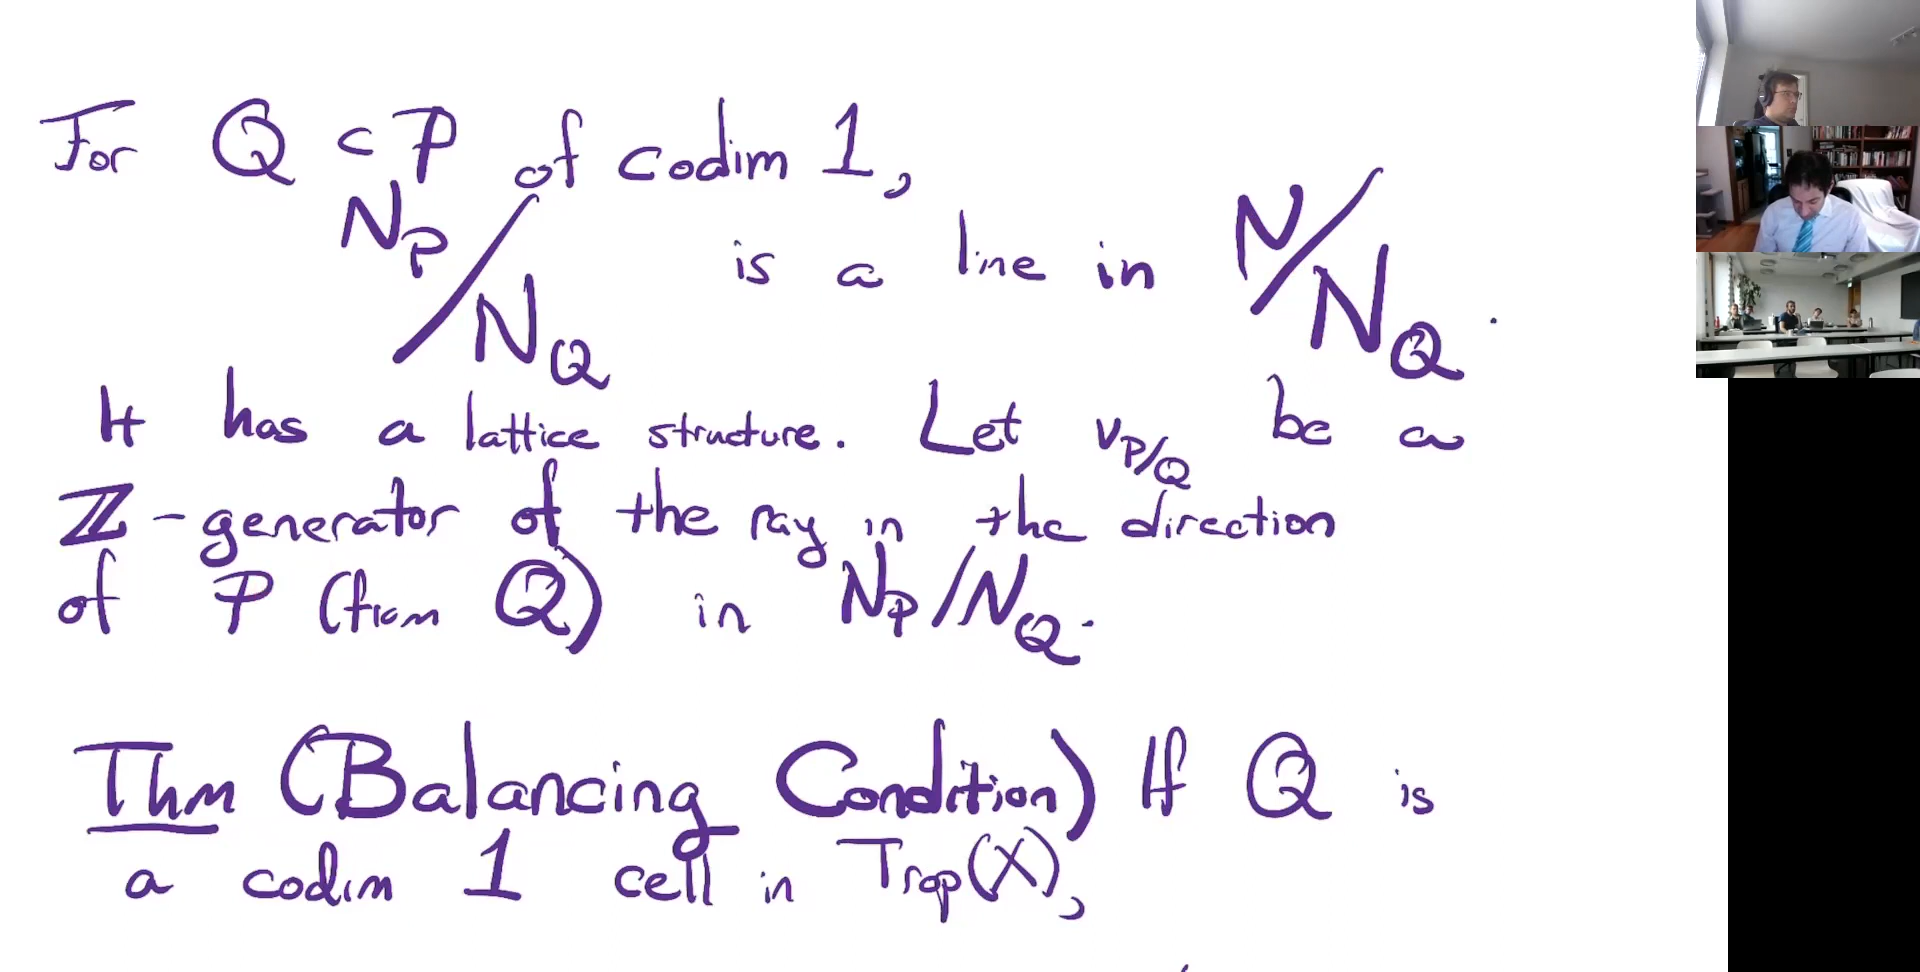 For Q ⊂ P of codim 1,
N_P / N_Q is a line in N / N_Q .
It has a lattice structure. Let v_{P/Q} be a
ℤ-generator of the ray in the direction
of P (from Q) in N_P/N_Q.
Thm (Balancing Condition) If Q is
a codim 1 cell in Trop(X),